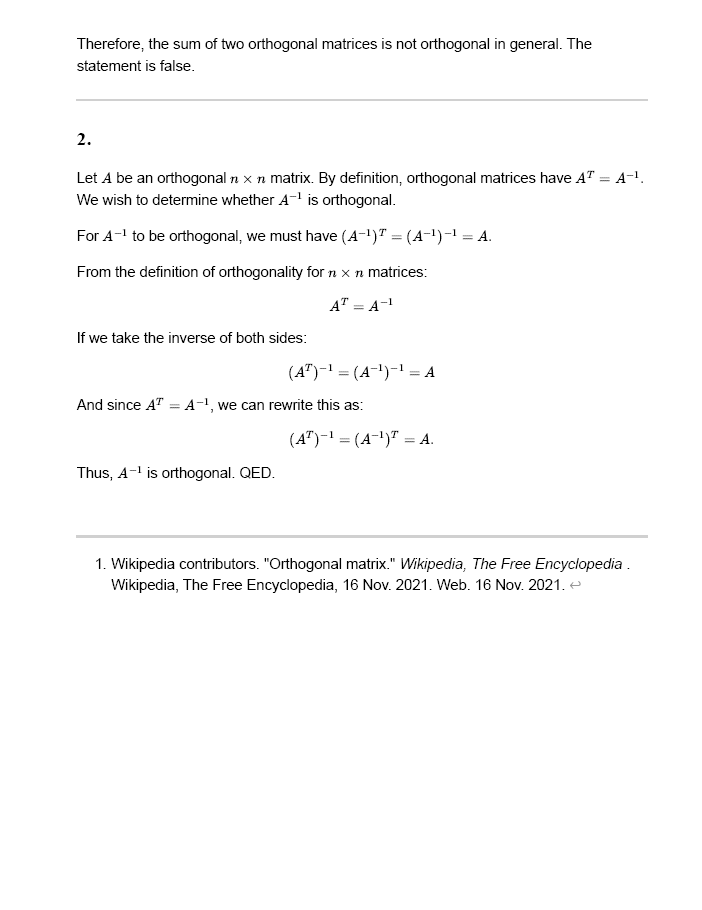 Therefore, the sum of two orthogonal matrices is not orthogonal in general. The
statement is false.
2.
Let A be an orthogonal n × n matrix. By definition, orthogonal matrices have Aᵀ = A⁻¹.
We wish to determine whether A⁻¹ is orthogonal.
For A⁻¹ to be orthogonal, we must have (A⁻¹)ᵀ = (A⁻¹)⁻¹ = A.
From the definition of orthogonality for n × n matrices:
Aᵀ = A⁻¹
If we take the inverse of both sides:
(Aᵀ)⁻¹ = (A⁻¹)⁻¹ = A
And since Aᵀ = A⁻¹, we can rewrite this as:
(Aᵀ)⁻¹ = (A⁻¹)ᵀ = A.
Thus, A⁻¹ is orthogonal. QED.
1. Wikipedia contributors. "Orthogonal matrix." Wikipedia, The Free Encyclopedia .
Wikipedia, The Free Encyclopedia, 16 Nov. 2021. Web. 16 Nov. 2021. ↩